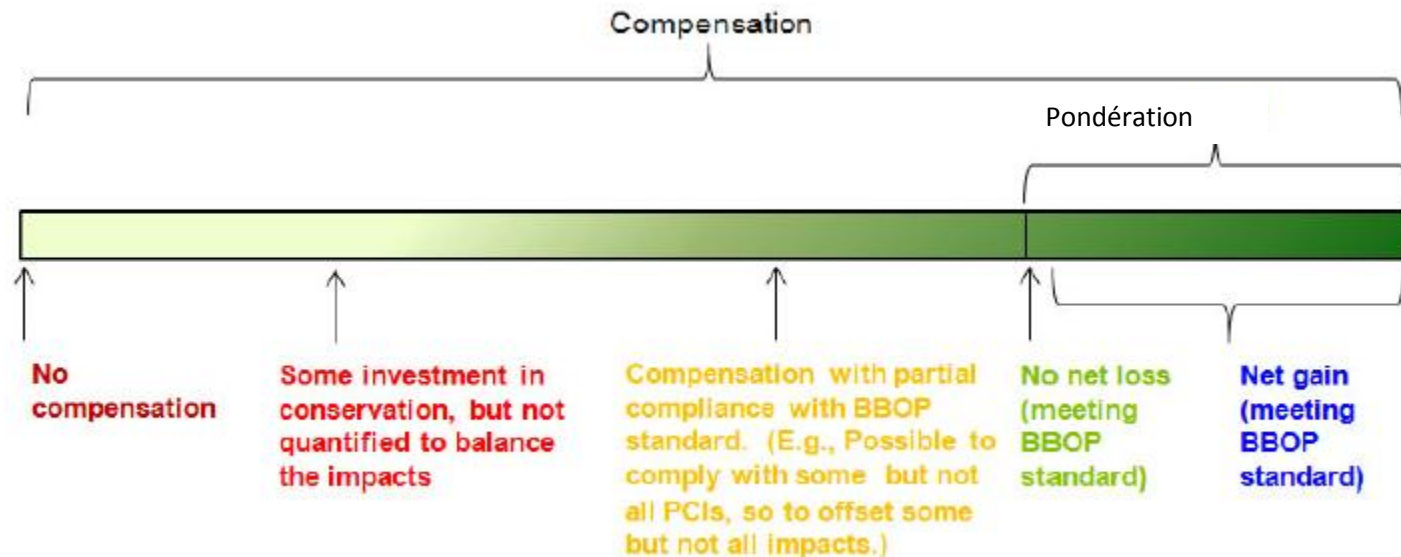 Compensation
Pondération
No
compensation
Some investment in
conservation, but not
quantified to balance
the impacts
Compensation with partial
compliance with BBOP
standard. (E.g., Possible to
comply with some but not
all PCIs, so to offset some
but not all impacts.)
No net loss
(meeting
BBOP
standard)
Net gain
(meeting
BBOP
standard)